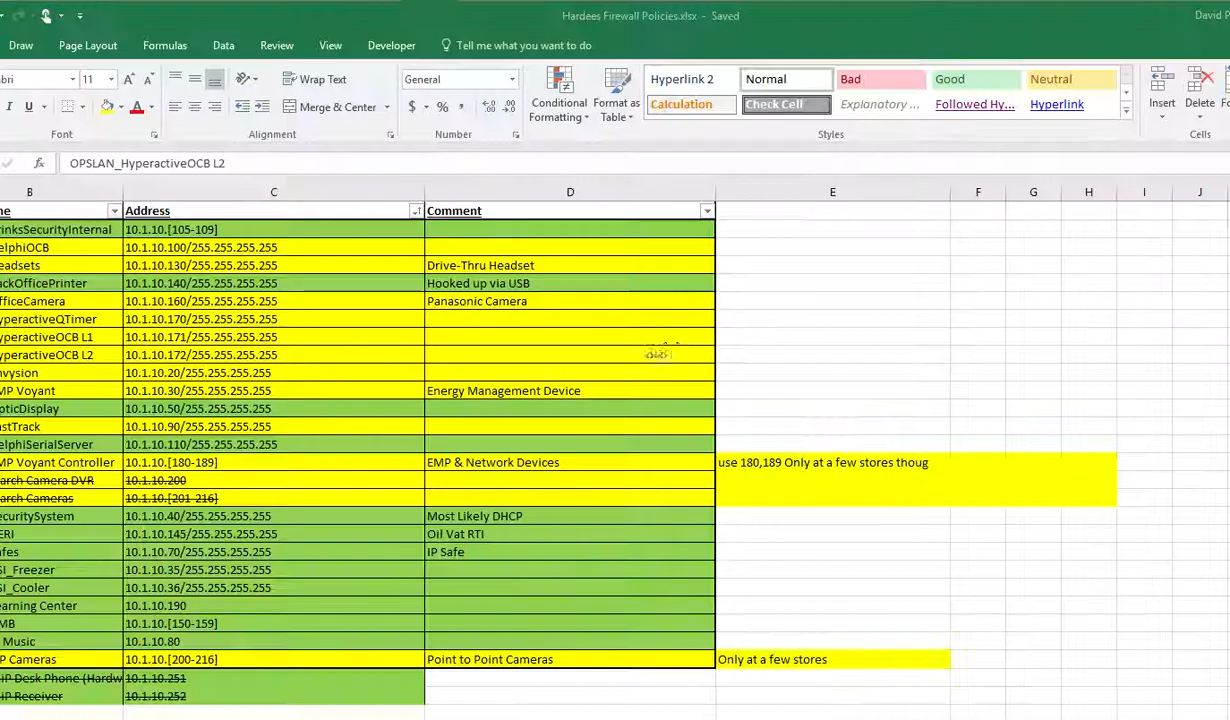 Hardees Firewall Policies.xlsx - Saved David P
Draw Page Layout Formulas Data Review View Developer Tell me what you want to do
bri 11 A A Wrap Text General Hyperlink 2 Normal Bad Good Neutral
I U A Merge & Center $ % , Conditional Formatting Format as Table Calculation Check Cell Explanatory ... Followed Hy... Hyperlink Insert Delete Fo
Font Alignment Number Styles Cells
fx OPSLAN_HyperactiveOCB L2
B C D E F G H I J
me Address Comment
rinksSecurityInternal 10.1.10.[105-109]
elphiOCB 10.1.10.100/255.255.255.255
eadsets 10.1.10.130/255.255.255.255 Drive-Thru Headset
ackOfficePrinter 10.1.10.140/255.255.255.255 Hooked up via USB
fficeCamera 10.1.10.160/255.255.255.255 Panasonic Camera
yperactiveQTimer 10.1.10.170/255.255.255.255
yperactiveOCB L1 10.1.10.171/255.255.255.255
yperactiveOCB L2 10.1.10.172/255.255.255.255
nvysion 10.1.10.20/255.255.255.255
MP Voyant 10.1.10.30/255.255.255.255 Energy Management Device
pticDisplay 10.1.10.50/255.255.255.255
astTrack 10.1.10.90/255.255.255.255
elphiSerialServer 10.1.10.110/255.255.255.255
MP Voyant Controller 10.1.10.[180-189] EMP & Network Devices use 180,189 Only at a few stores thoug
arch Camera DVR 10.1.10.200
arch Cameras 10.1.10.[201-216]
ecuritySystem 10.1.10.40/255.255.255.255 Most Likely DHCP
ERI 10.1.10.145/255.255.255.255 Oil Vat RTI
afes 10.1.10.70/255.255.255.255 IP Safe
SI_Freezer 10.1.10.35/255.255.255.255
SI_Cooler 10.1.10.36/255.255.255.255
earning Center 10.1.10.190
MB 10.1.10.[150-159]
Music 10.1.10.80
P Cameras 10.1.10.[200-216] Point to Point Cameras Only at a few stores
IP Desk Phone (Hardw 10.1.10.251
IP Receiver 10.1.10.252